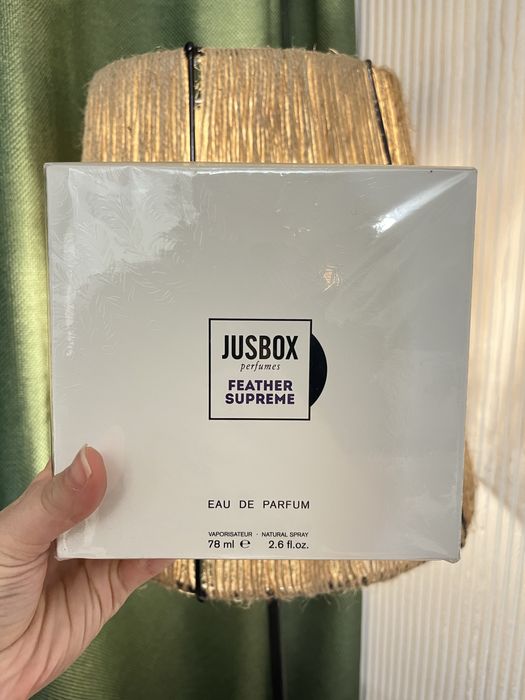 JUSBOX
perfumes
FEATHER
SUPREME
EAU DE PARFUM
VAPORISATEUR · NATURAL SPRAY
78 ml ℮ 2.6 fl.oz.